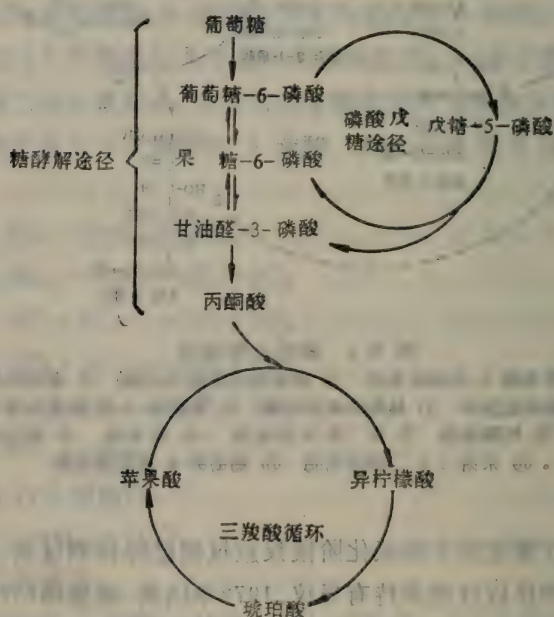 葡萄糖
葡萄糖-6-磷酸
磷酸戊
糖途径
戊糖-5-磷酸
糖酵解途径
果 糖-6-磷酸
甘油醛-3-磷酸
丙酮酸
苹果酸
异柠檬酸
三羧酸循环
琥珀酸